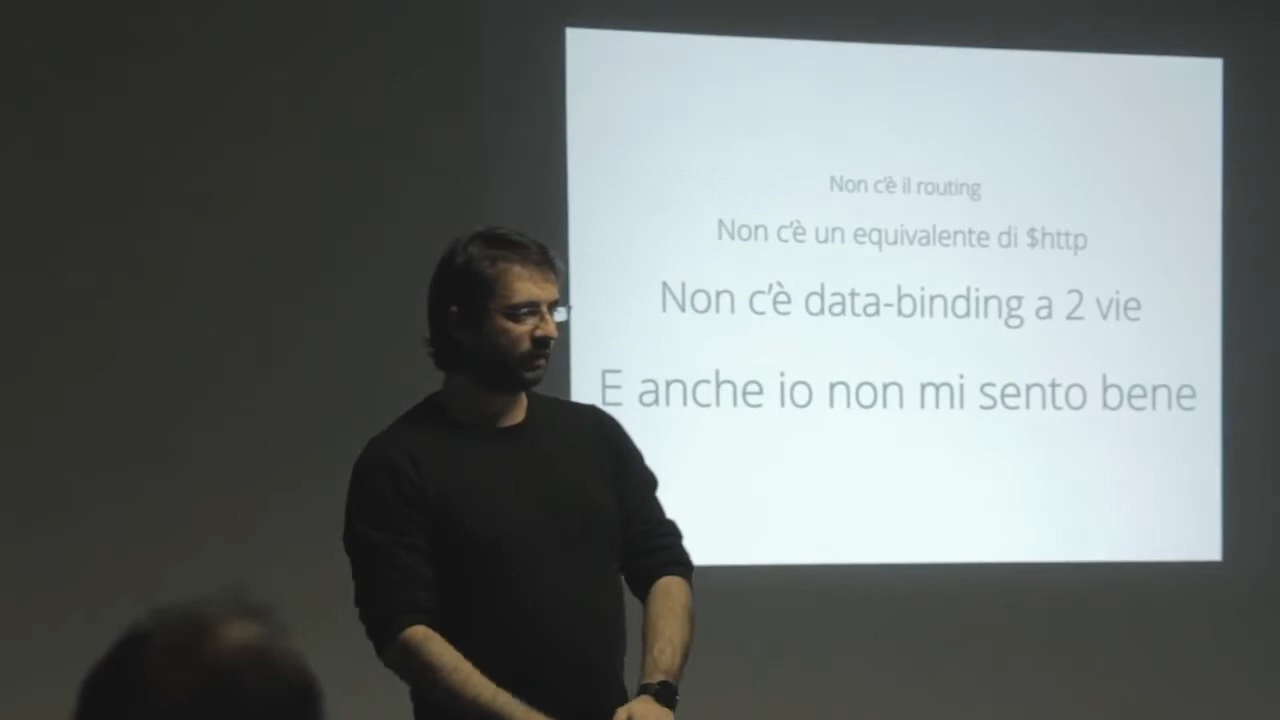 Non c'è il routing
Non c'è un equivalente di $http
Non c'è data-binding a 2 vie
E anche io non mi sento bene